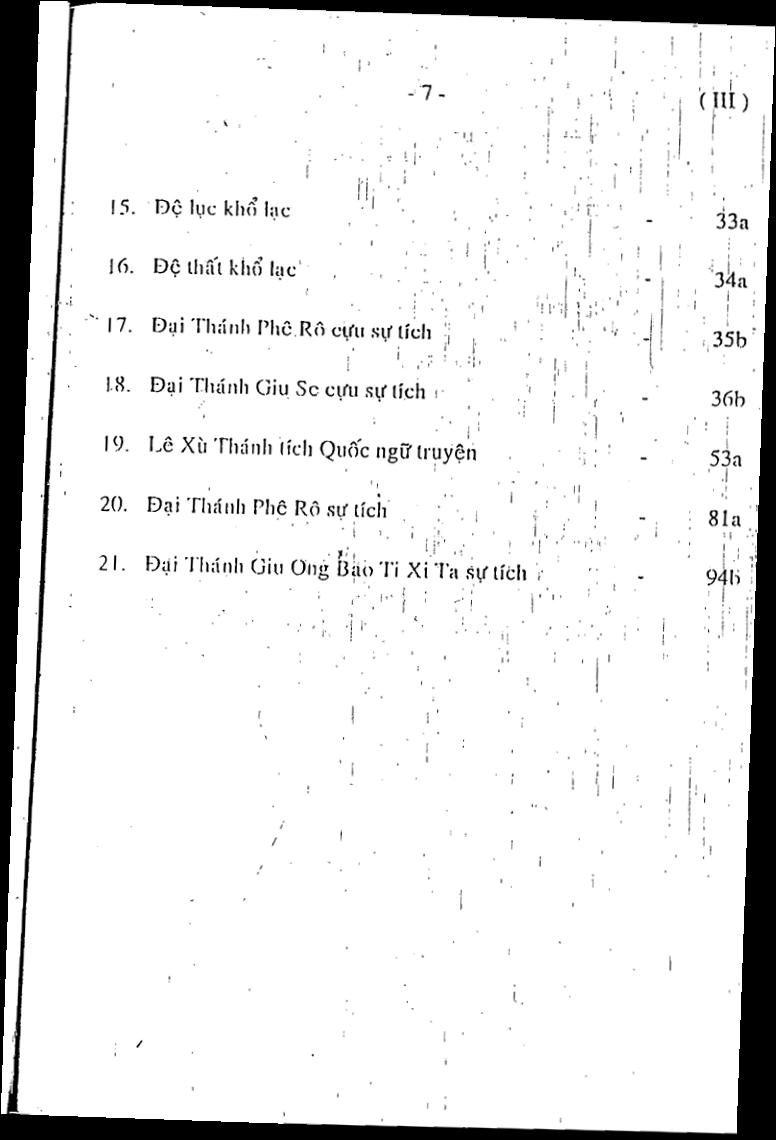 - 7 - ( III )
15. Đệ lục khổ lạc - 33a
16. Đệ thất khổ lạc - 34a
17. Đại Thánh Phê Rô cựu sự tích - 35b
18. Đại Thánh Giu Se cựu sự tích - 36b
19. Lê Xù Thánh tích Quốc ngữ truyện - 53a
20. Đại Thánh Phê Rô sự tích - 81a
21. Đại Thánh Giu Ong Bao Ti Xi Ta sự tích - 94b